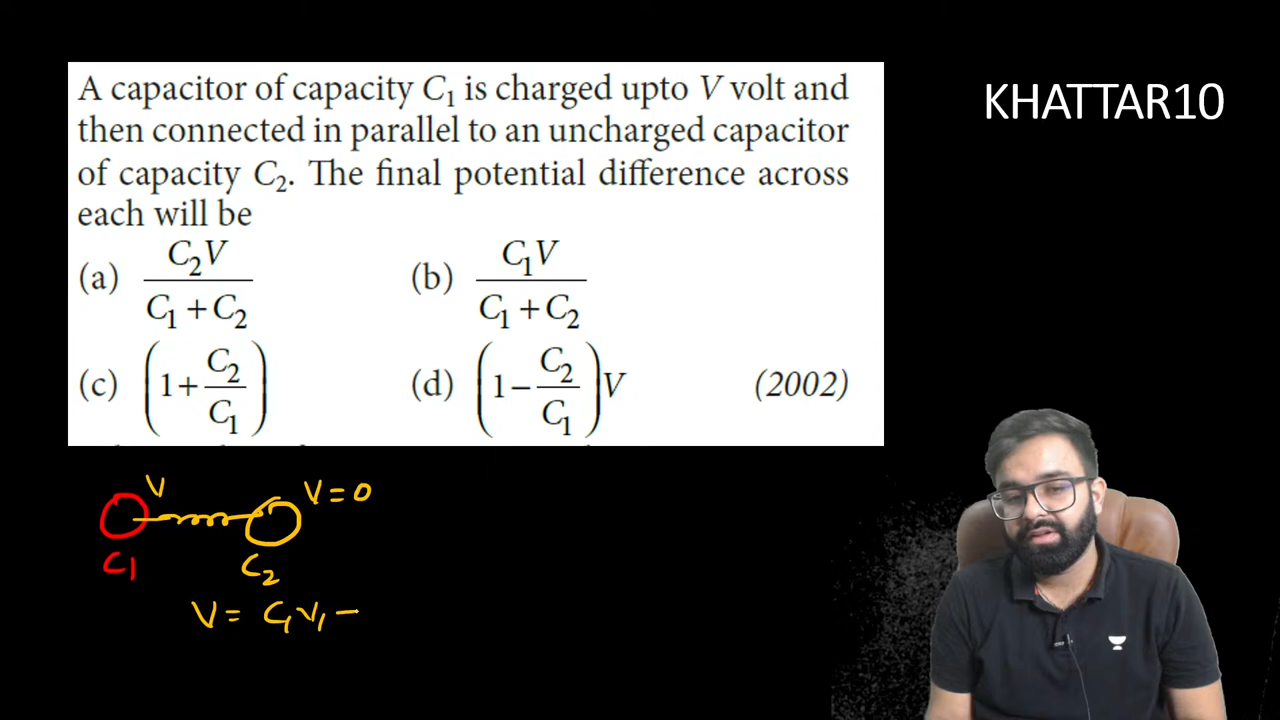 A capacitor of capacity C₁ is charged upto V volt and
then connected in parallel to an uncharged capacitor
of capacity C₂. The final potential difference across
each will be
(a) C₂V / C₁ + C₂ (b) C₁V / C₁ + C₂
(c) (1 + C₂/C₁) (d) (1 − C₂/C₁)V (2002)
KHATTAR10
V V = 0
C₁ C₂
V = C₁V₁ −